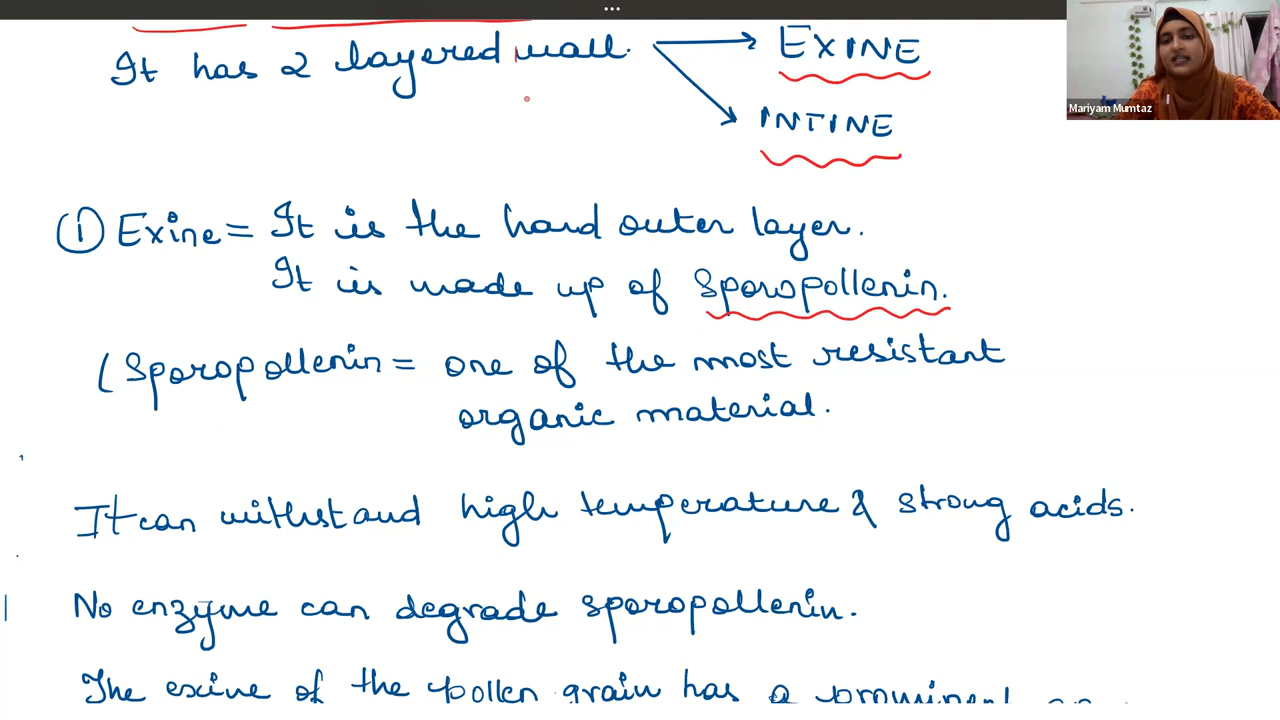 It has 2 layered wall.
EXINE
INTINE
Mariyam Mumtaz
① Exine = It is the hard outer layer.
It is made up of Sporopollenin.
(Sporopollenin = one of the most resistant
organic material.
It can withstand high temperature & strong acids.
No enzyme can degrade sporopollenin.
The exine of the pollen grain has a prominent